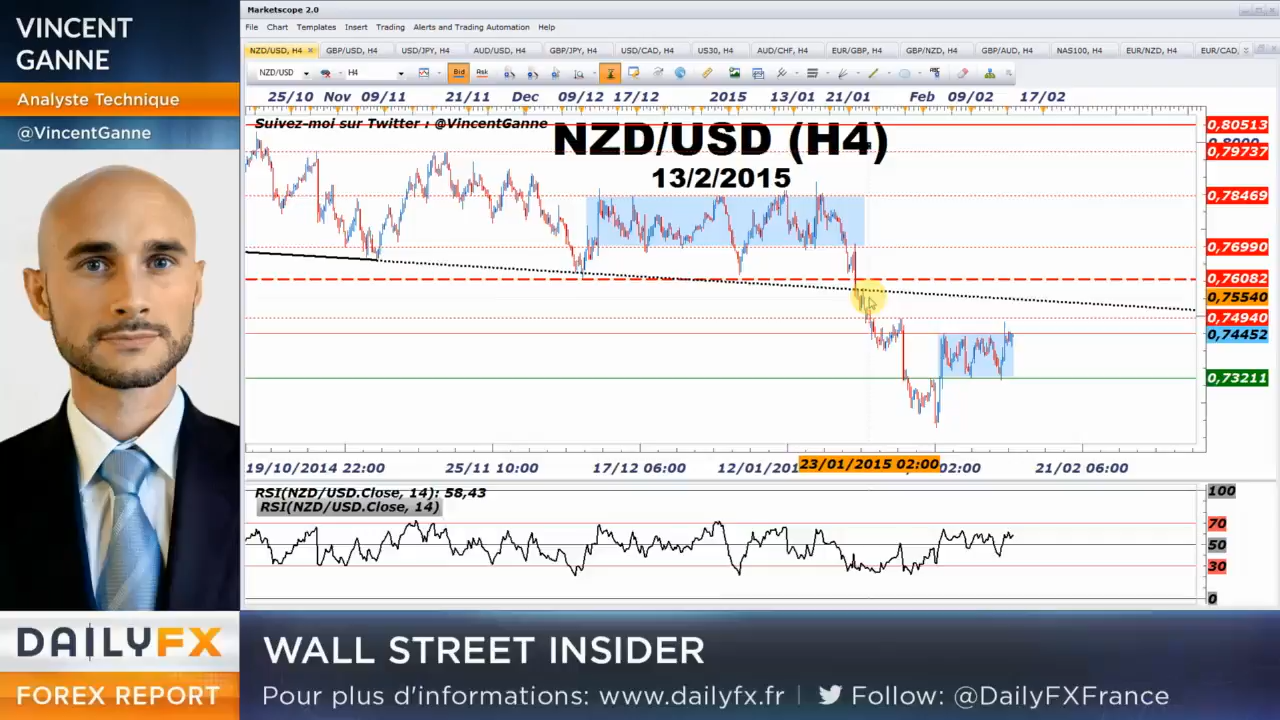 VINCENT
GANNE
Analyste Technique
@VincentGanne
Marketscope 2.0
File Chart Templates Insert Trading Alerts and Trading Automation Help
NZD/USD, H4 GBP/USD, H4 USD/JPY, H4 AUD/USD, H4 GBP/JPY, H4 USD/CAD, H4 US30, H4 AUD/CHF, H4 EUR/GBP, H4 GBP/NZD, H4 GBP/AUD, H4 NAS100, H4 EUR/NZD, H4 EUR/CAD,
NZD/USD H4 Bid Rsk
25/10 Nov 09/11 21/11 Dec 09/12 17/12 2015 13/01 21/01 Feb 09/02 17/02
Suivez-moi sur Twitter : @VincentGanne
NZD/USD (H4)
13/2/2015
0,80513
0,8000
0,79737
0,78469
0,76990
0,76082
0,75540
0,74940
0,74452
0,73211
19/10/2014 22:00 25/11 10:00 17/12 06:00 12/01/201 23/01/2015 02:00 02:00 21/02 06:00
RSI(NZD/USD.Close, 14): 58,43
RSI(NZD/USD.Close, 14)
100
70
50
30
0
DAILYFX
FOREX REPORT
WALL STREET INSIDER
Pour plus d'informations: www.dailyfx.fr | Follow: @DailyFXFrance